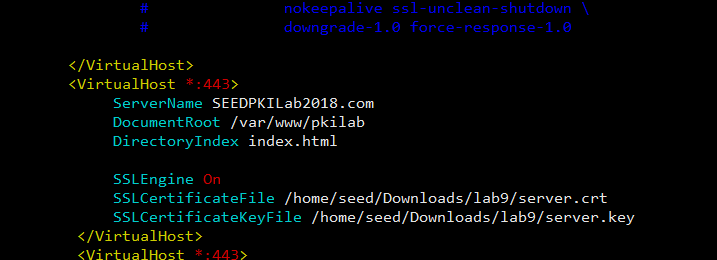 # nokeepalive ssl-unclean-shutdown \
# downgrade-1.0 force-response-1.0
</VirtualHost>
<VirtualHost *:443>
ServerName SEEDPKILab2018.com
DocumentRoot /var/www/pkilab
DirectoryIndex index.html
SSLEngine On
SSLCertificateFile /home/seed/Downloads/lab9/server.crt
SSLCertificateKeyFile /home/seed/Downloads/lab9/server.key
</VirtualHost>
<VirtualHost *:443>